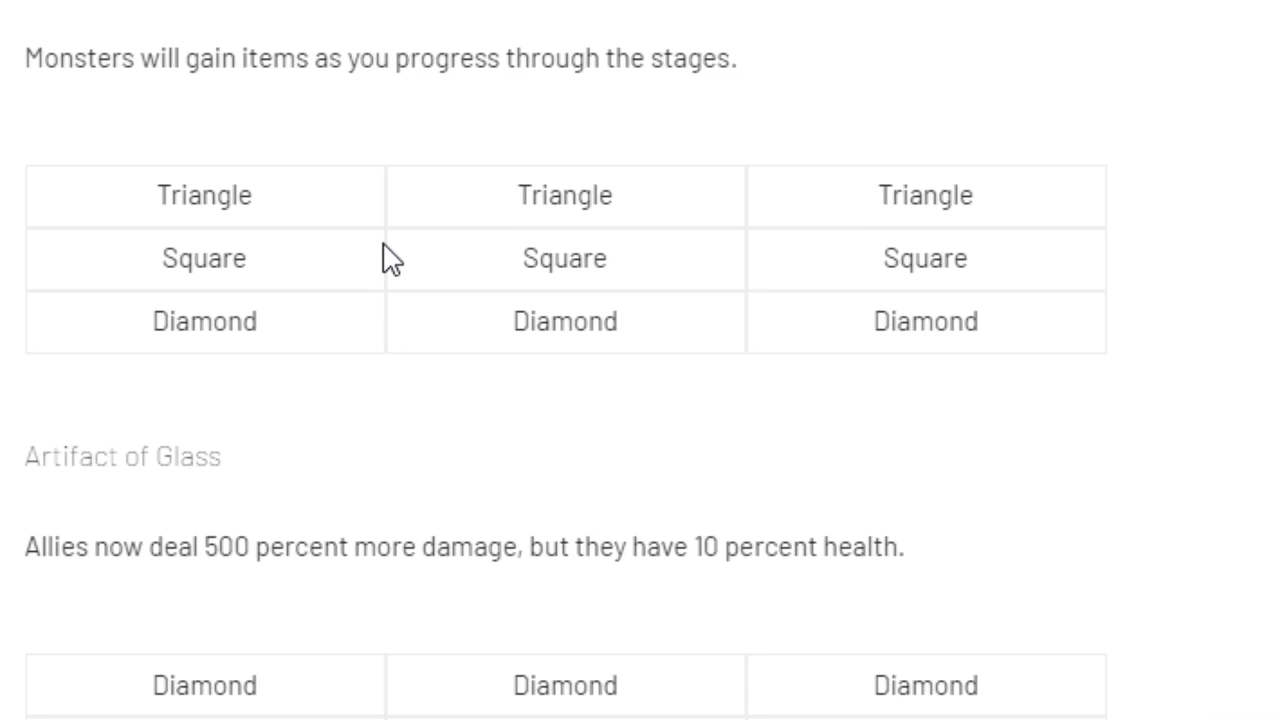 Monsters will gain items as you progress through the stages.
Triangle Triangle Triangle
Square Square Square
Diamond Diamond Diamond
Artifact of Glass
Allies now deal 500 percent more damage, but they have 10 percent health.
Diamond Diamond Diamond